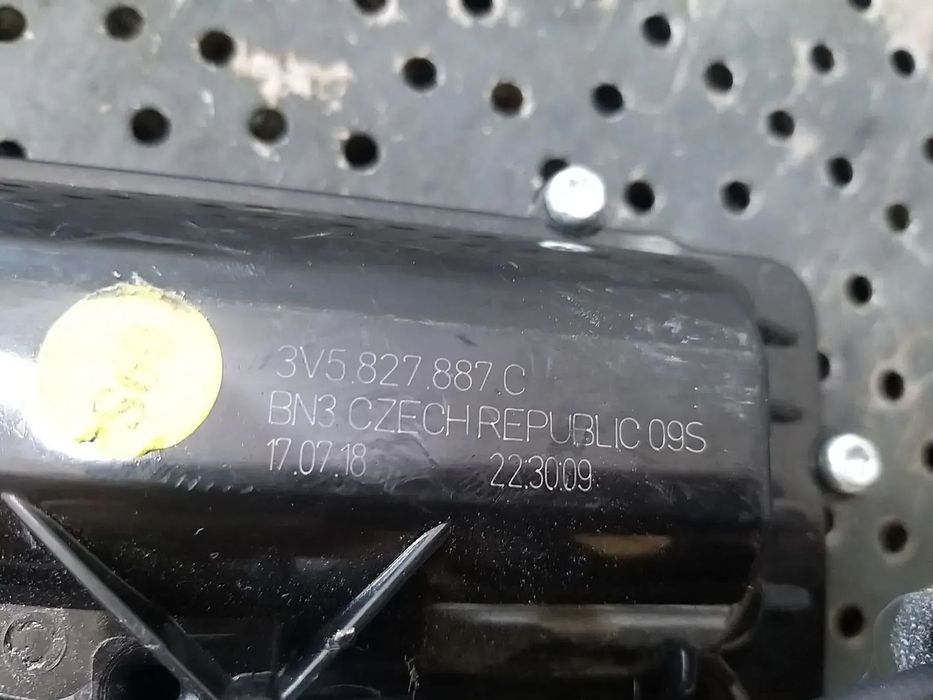 3V5.827.887.C
BN3 CZECH REPUBLIC 09S
17.07.18 22:30:09